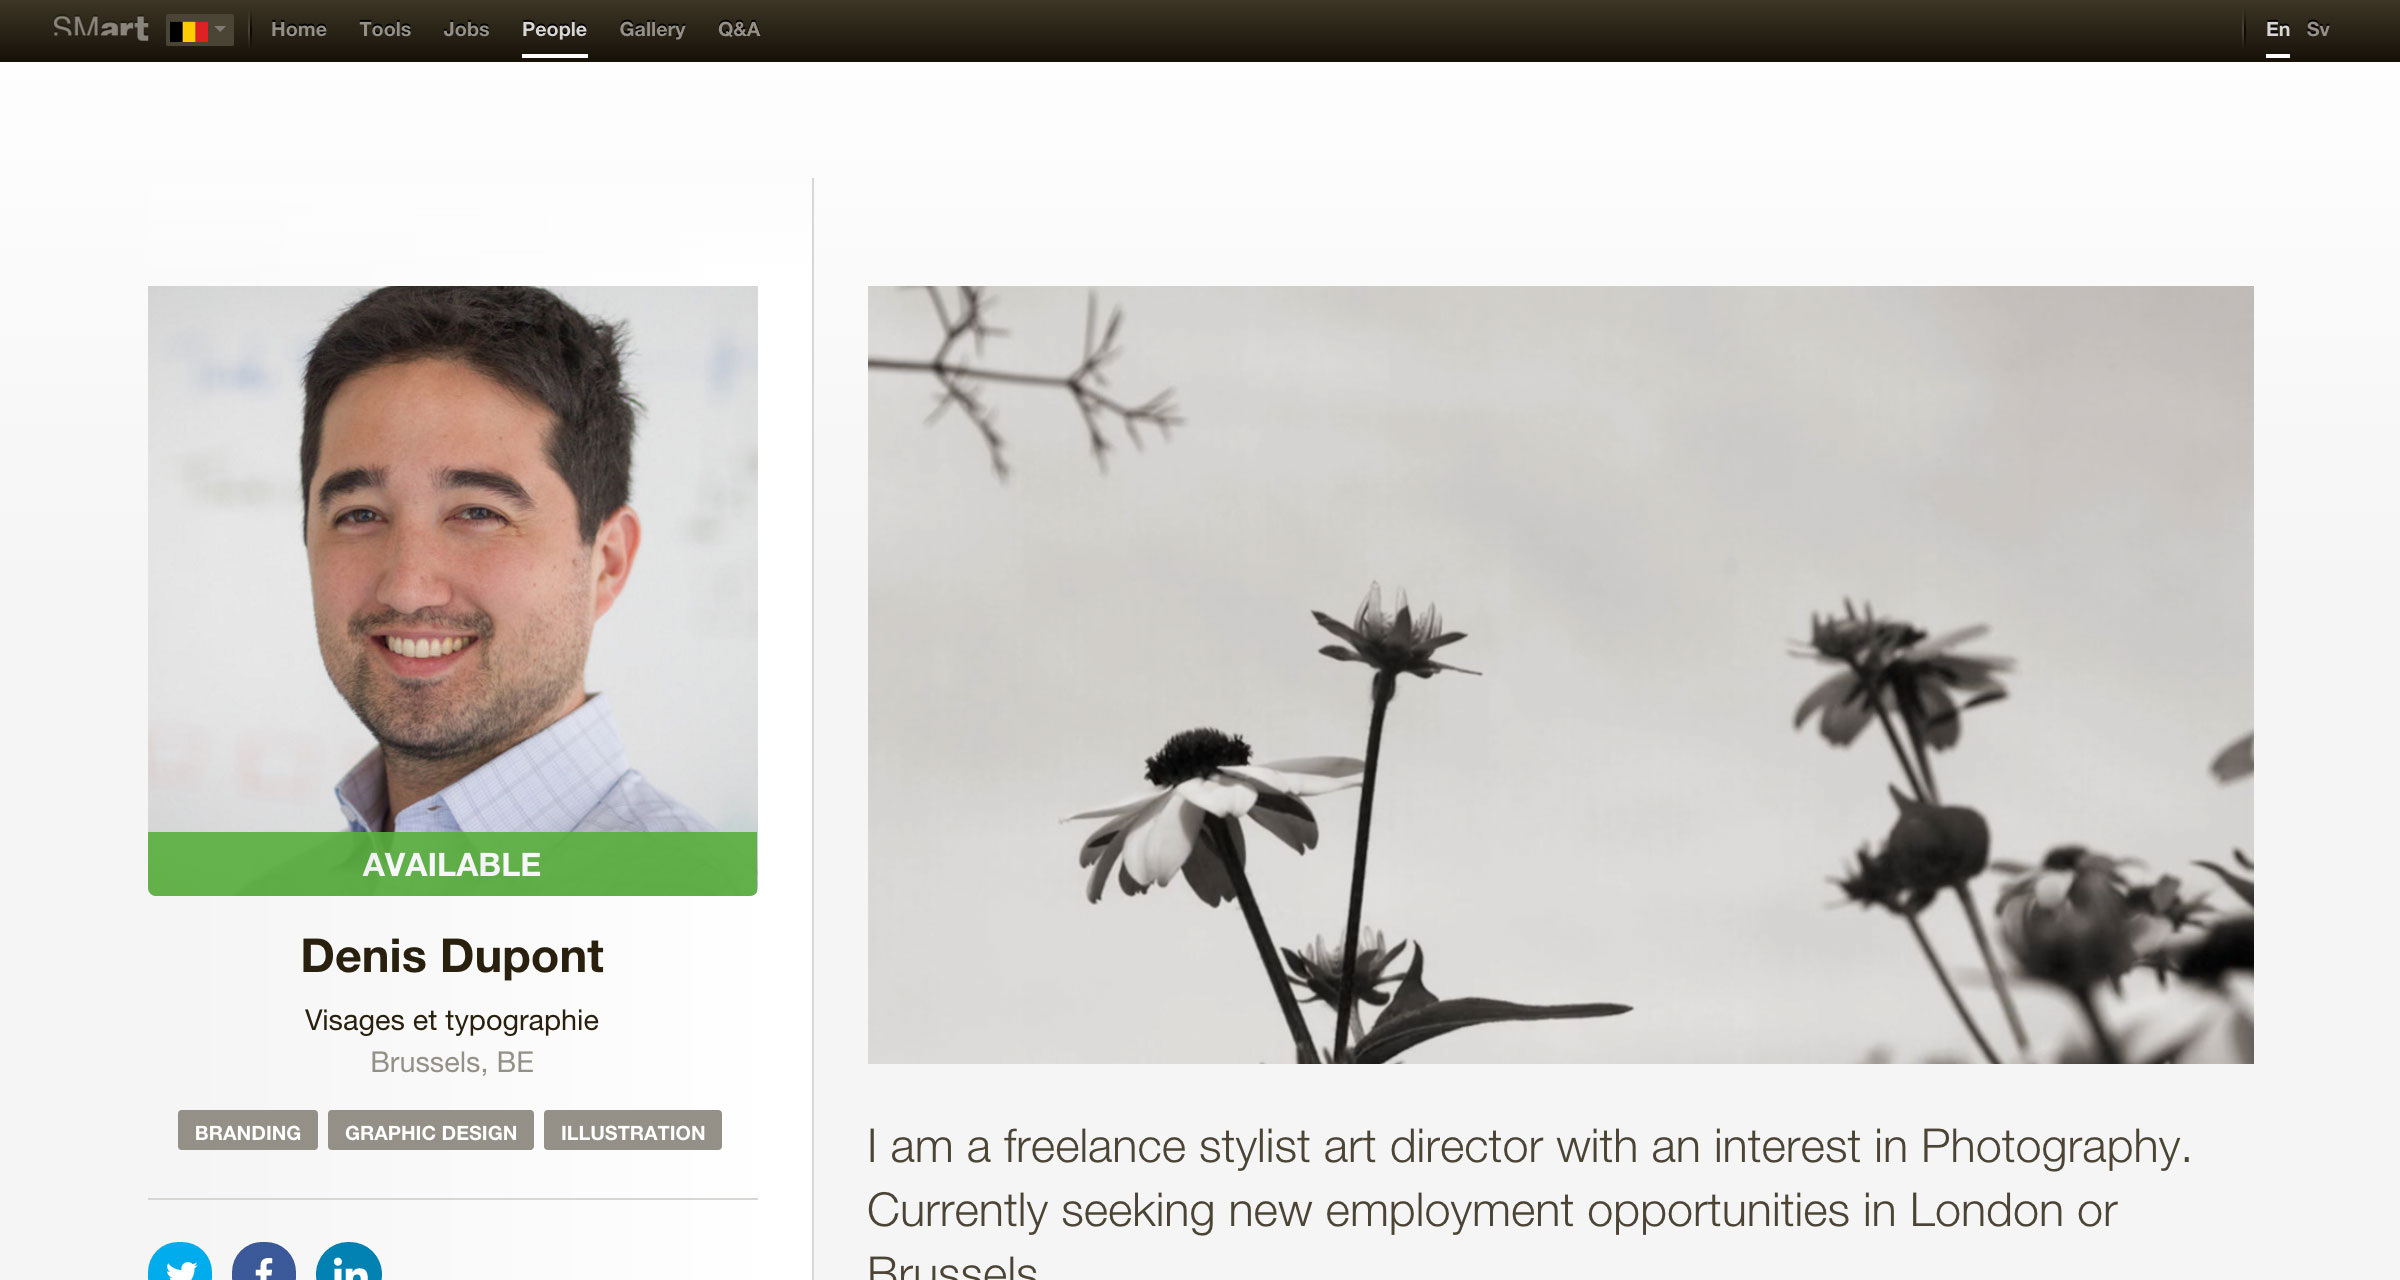 SMart
Home Tools Jobs People Gallery Q&A
En Sv
AVAILABLE
Denis Dupont
Visages et typographie
Brussels, BE
BRANDING GRAPHIC DESIGN ILLUSTRATION
I am a freelance stylist art director with an interest in Photography.
Currently seeking new employment opportunities in London or
Brussels